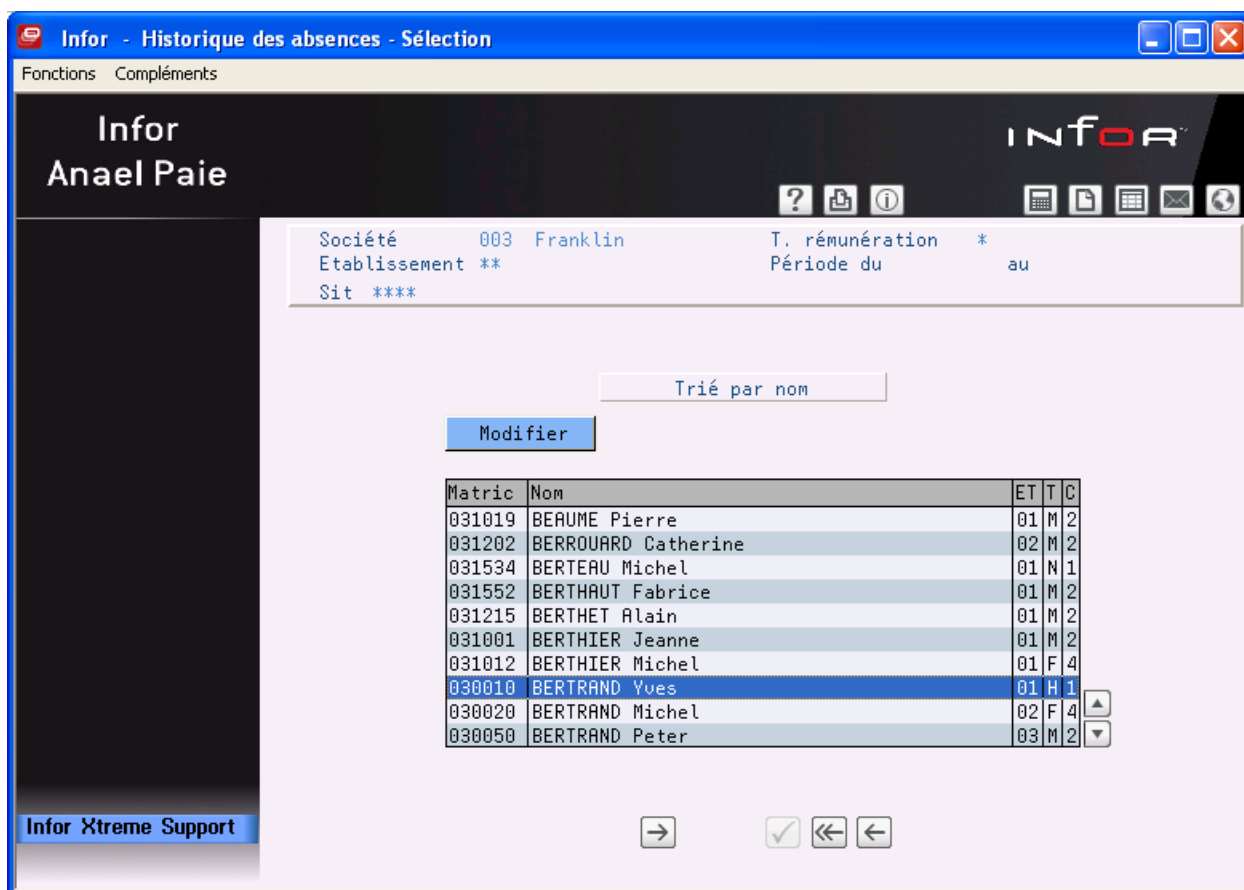 Infor - Historique des absences - Sélection
Fonctions Compléments
Infor
Anael Paie
infor
Société 003 Franklin T. rémunération *
Etablissement ** Période du au
Sit ****
Trié par nom
Modifier
Matric Nom ET T C
031019 BEAUME Pierre 01 M 2
031202 BERROUARD Catherine 02 M 2
031534 BERTEAU Michel 01 N 1
031552 BERTHAUT Fabrice 01 M 2
031215 BERTHET Alain 01 M 2
031001 BERTHIER Jeanne 01 M 2
031012 BERTHIER Michel 01 F 4
030010 BERTRAND Yves 01 H 1
030020 BERTRAND Michel 02 F 4
030050 BERTRAND Peter 03 M 2
Infor Xtreme Support